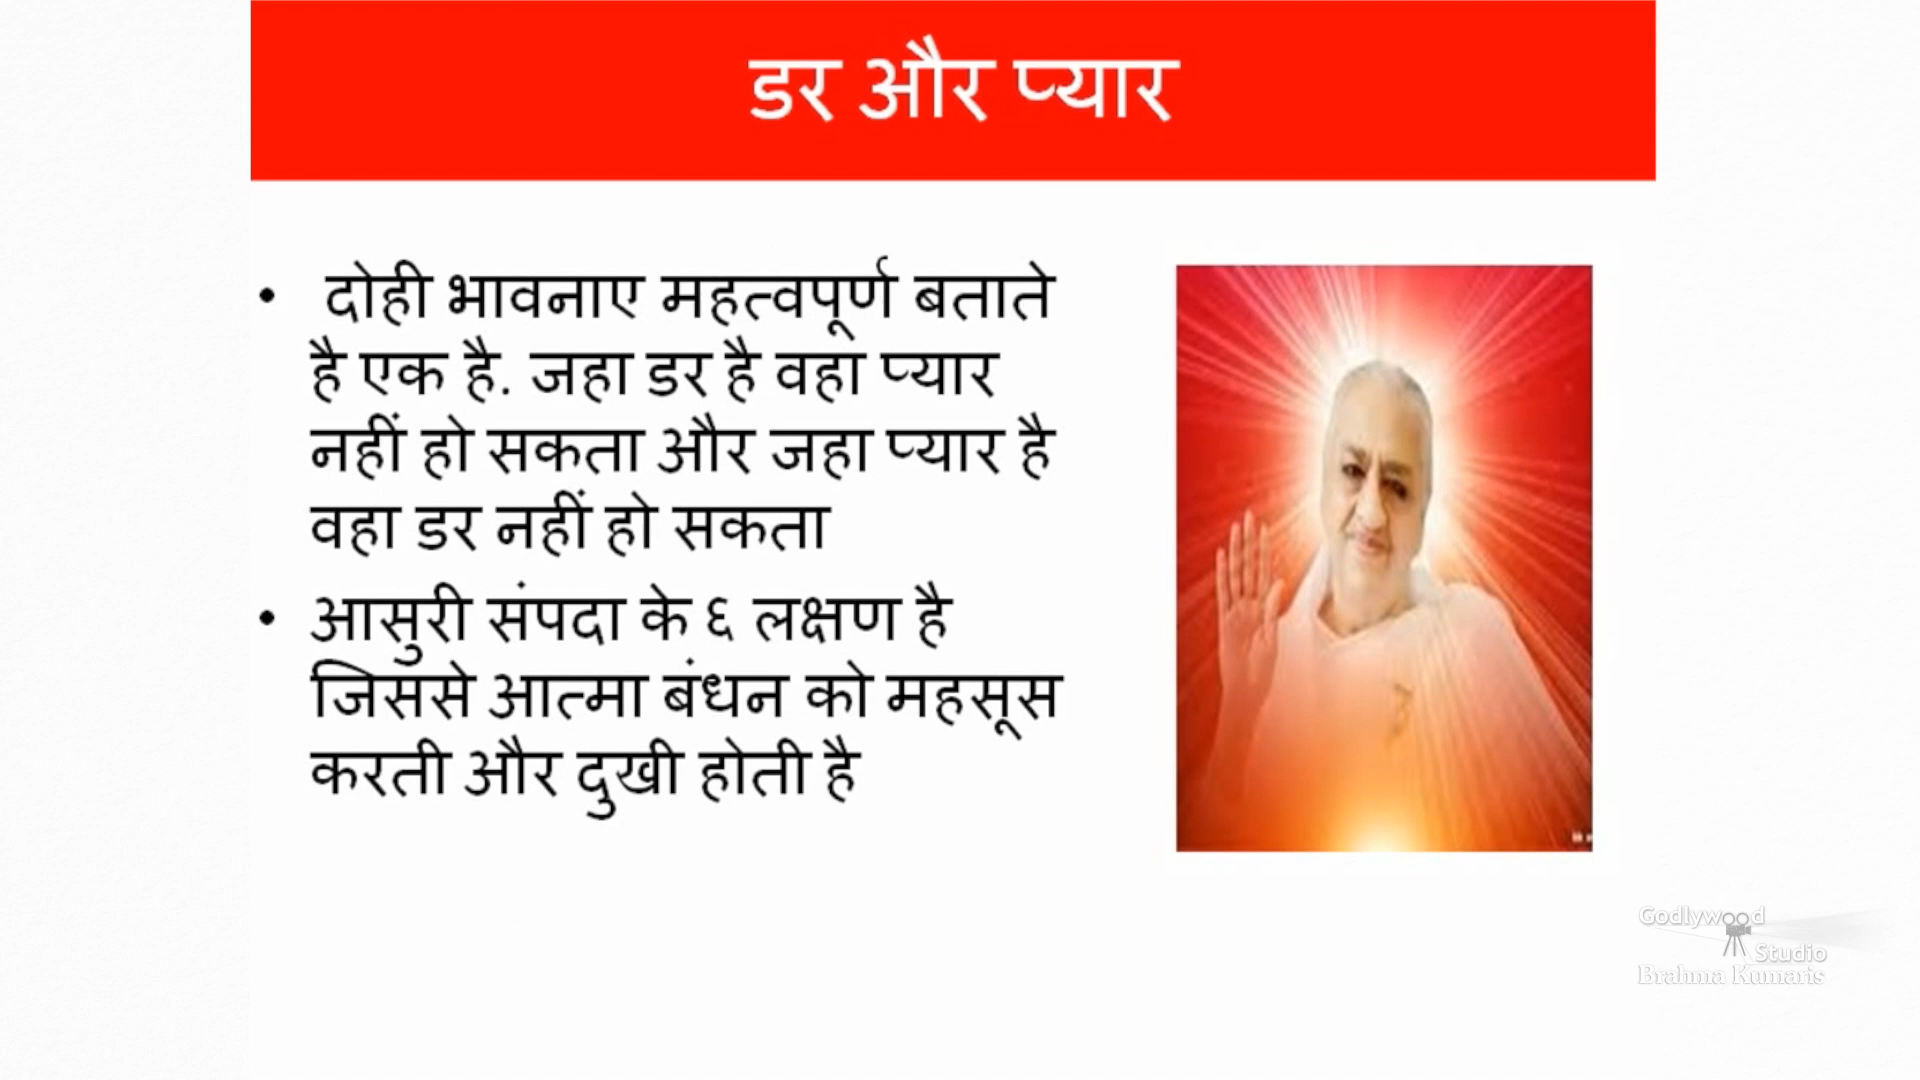 डर और प्यार
• दोही भावनाए महत्वपूर्ण बताते
है एक है. जहा डर है वहा प्यार
नहीं हो सकता और जहा प्यार है
वहा डर नहीं हो सकता
• आसुरी संपदा के ६ लक्षण है
जिससे आत्मा बंधन को महसूस
करती और दुखी होती है
Godlywood
Studio
Brahma Kumaris